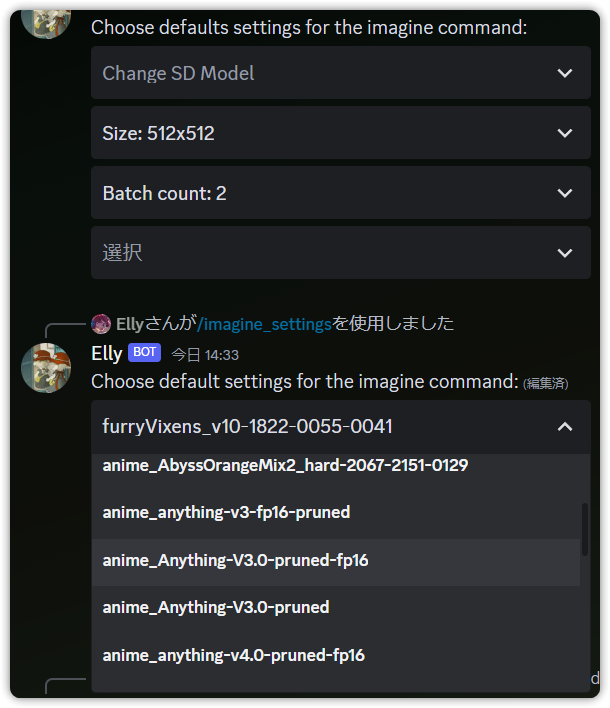 Choose defaults settings for the imagine command:
Change SD Model
Size: 512x512
Batch count: 2
選択
Ellyさんが/imagine_settingsを使用しました
Elly BOT 今日 14:33
Choose default settings for the imagine command: (編集済)
furryVixens_v10-1822-0055-0041
anime_AbyssOrangeMix2_hard-2067-2151-0129
anime_anything-v3-fp16-pruned
anime_Anything-V3.0-pruned-fp16
anime_Anything-V3.0-pruned
anime_anything-v4.0-pruned-fp16
d